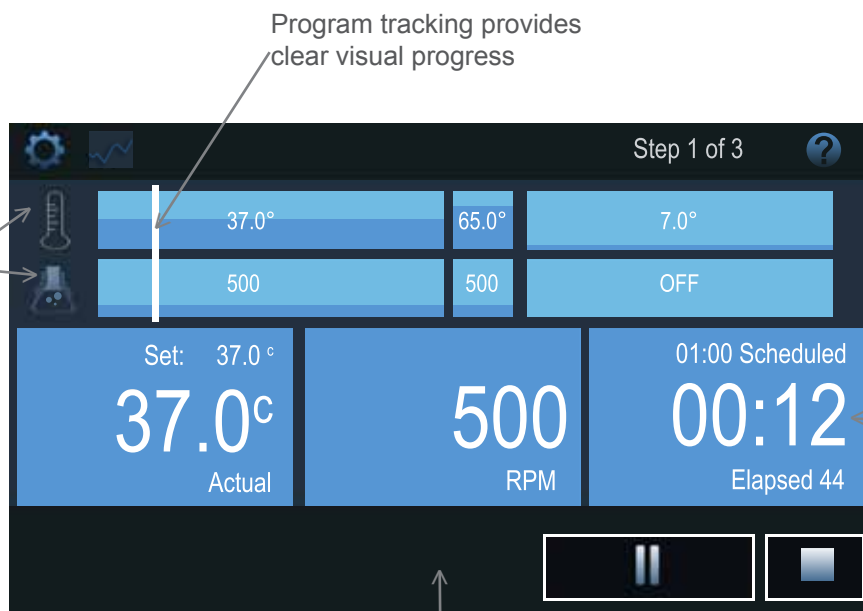 Program tracking provides
clear visual progress
Step 1 of 3 ?
37.0° 65.0° 7.0°
500 500 OFF
Set: 37.0 c
37.0c
Actual
500
RPM
01:00 Scheduled
00:12
Elapsed 44